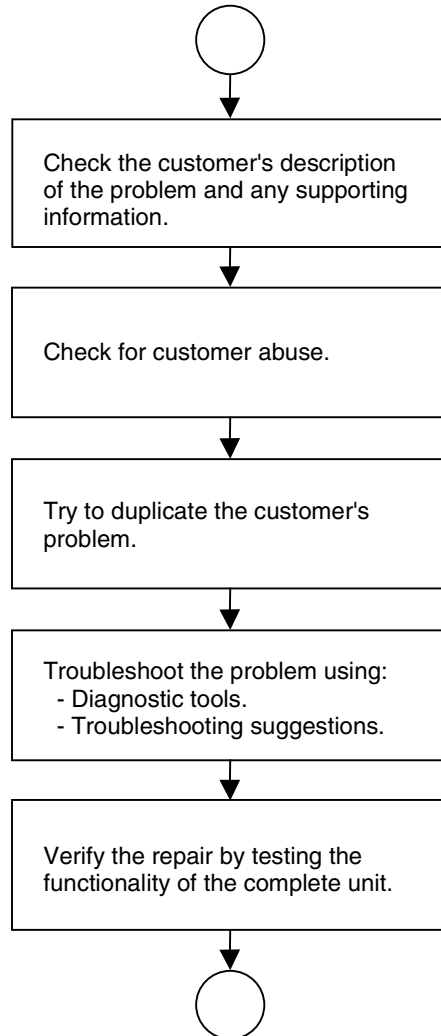 Check the customer's description
of the problem and any supporting
information.
Check for customer abuse.
Try to duplicate the customer's
problem.
Troubleshoot the problem using:
- Diagnostic tools.
- Troubleshooting suggestions.
Verify the repair by testing the
functionality of the complete unit.